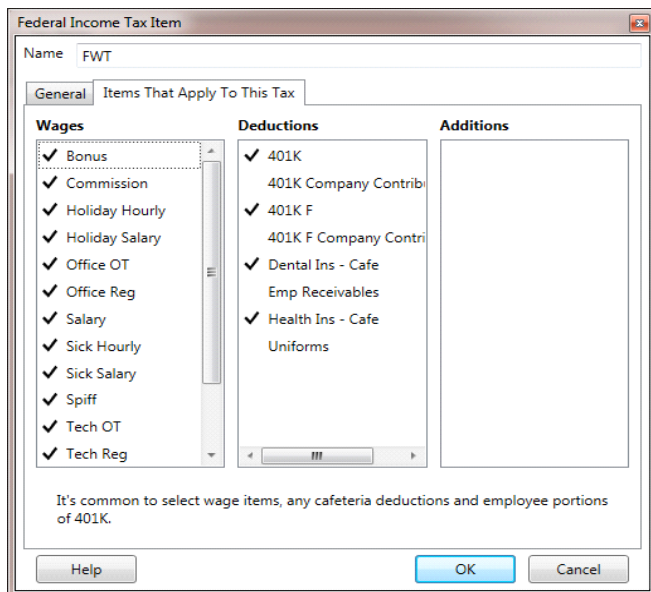 Federal Income Tax Item
Name FWT
General Items That Apply To This Tax
Wages Deductions Additions
Bonus
Commission
Holiday Hourly
Holiday Salary
Office OT
Office Reg
Salary
Sick Hourly
Sick Salary
Spiff
Tech OT
Tech Reg
401K
401K Company Contrib
401K F
401K F Company Contri
Dental Ins - Cafe
Emp Receivables
Health Ins - Cafe
Uniforms
It's common to select wage items, any cafeteria deductions and employee portions
of 401K.
Help OK Cancel